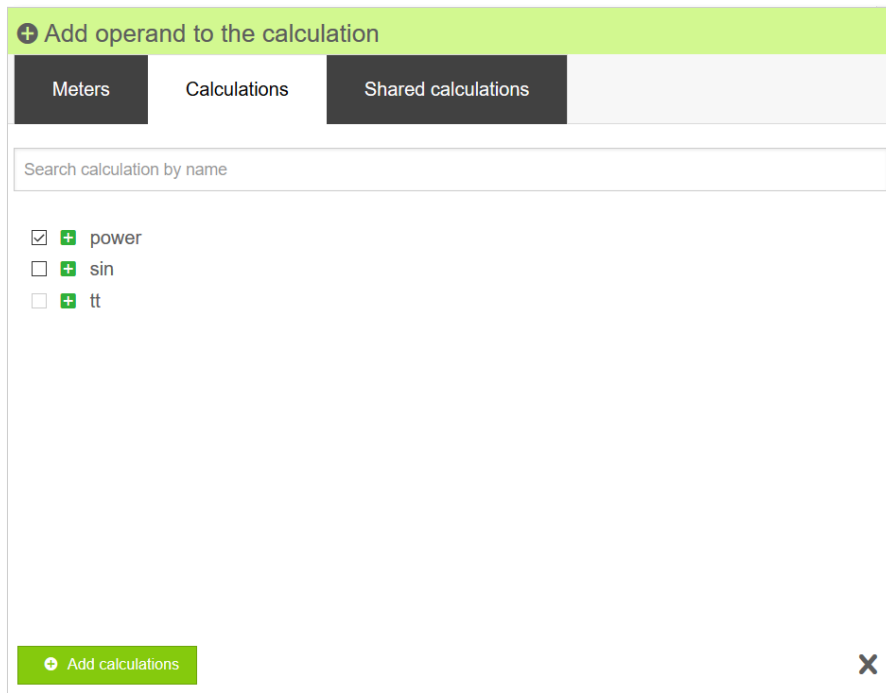 Add operand to the calculation
Meters Calculations Shared calculations
Search calculation by name
power
sin
tt
Add calculations